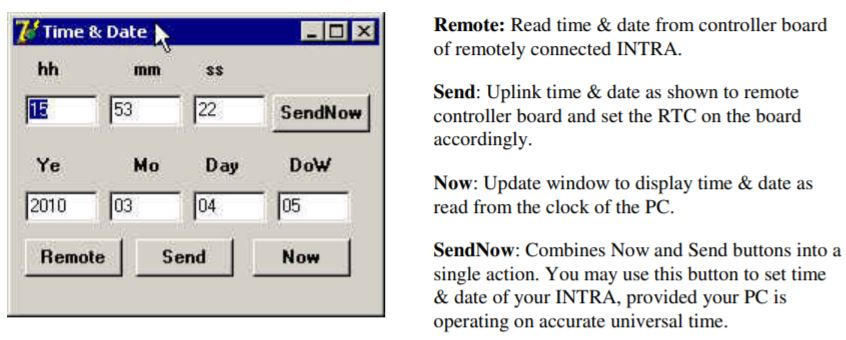 Time & Date
hh mm ss
15 53 22 SendNow
Ye Mo Day DoW
2010 03 04 05
Remote Send Now
Remote: Read time & date from controller board
of remotely connected INTRA.
Send: Uplink time & date as shown to remote
controller board and set the RTC on the board
accordingly.
Now: Update window to display time & date as
read from the clock of the PC.
SendNow: Combines Now and Send buttons into a
single action. You may use this button to set time
& date of your INTRA, provided your PC is
operating on accurate universal time.